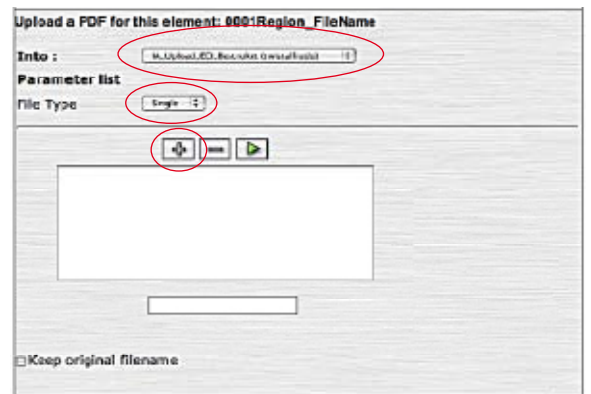 Upload a PDF for this element: 0001Region_FileName
Into :
Parameter list
File Type
Single
Keep original filename